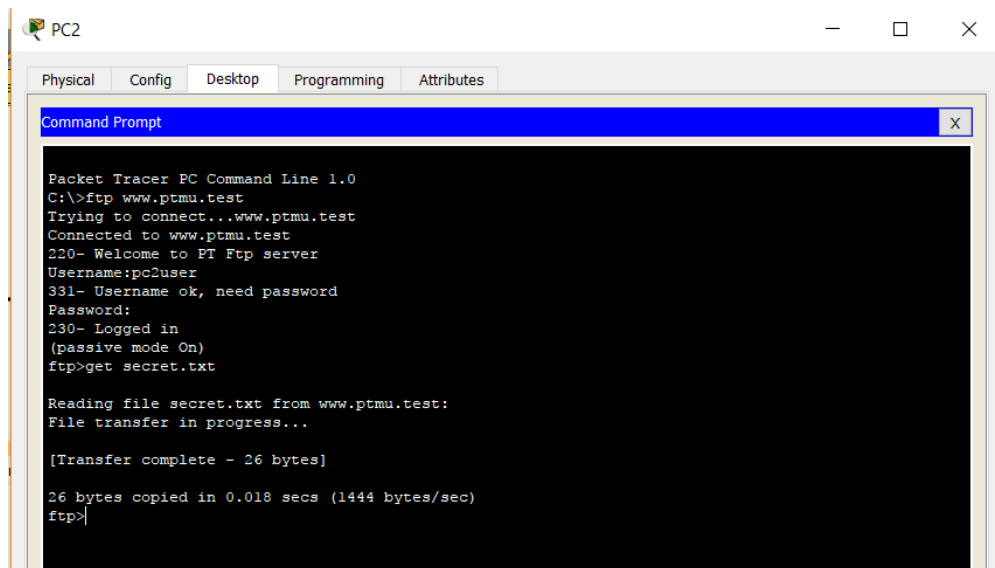 PC2
Physical Config Desktop Programming Attributes
Command Prompt X
Packet Tracer PC Command Line 1.0
C:\>ftp www.ptmu.test
Trying to connect...www.ptmu.test
Connected to www.ptmu.test
220- Welcome to PT Ftp server
Username:pc2user
331- Username ok, need password
Password:
230- Logged in
(passive mode On)
ftp>get secret.txt
Reading file secret.txt from www.ptmu.test:
File transfer in progress...
[Transfer complete - 26 bytes]
26 bytes copied in 0.018 secs (1444 bytes/sec)
ftp>